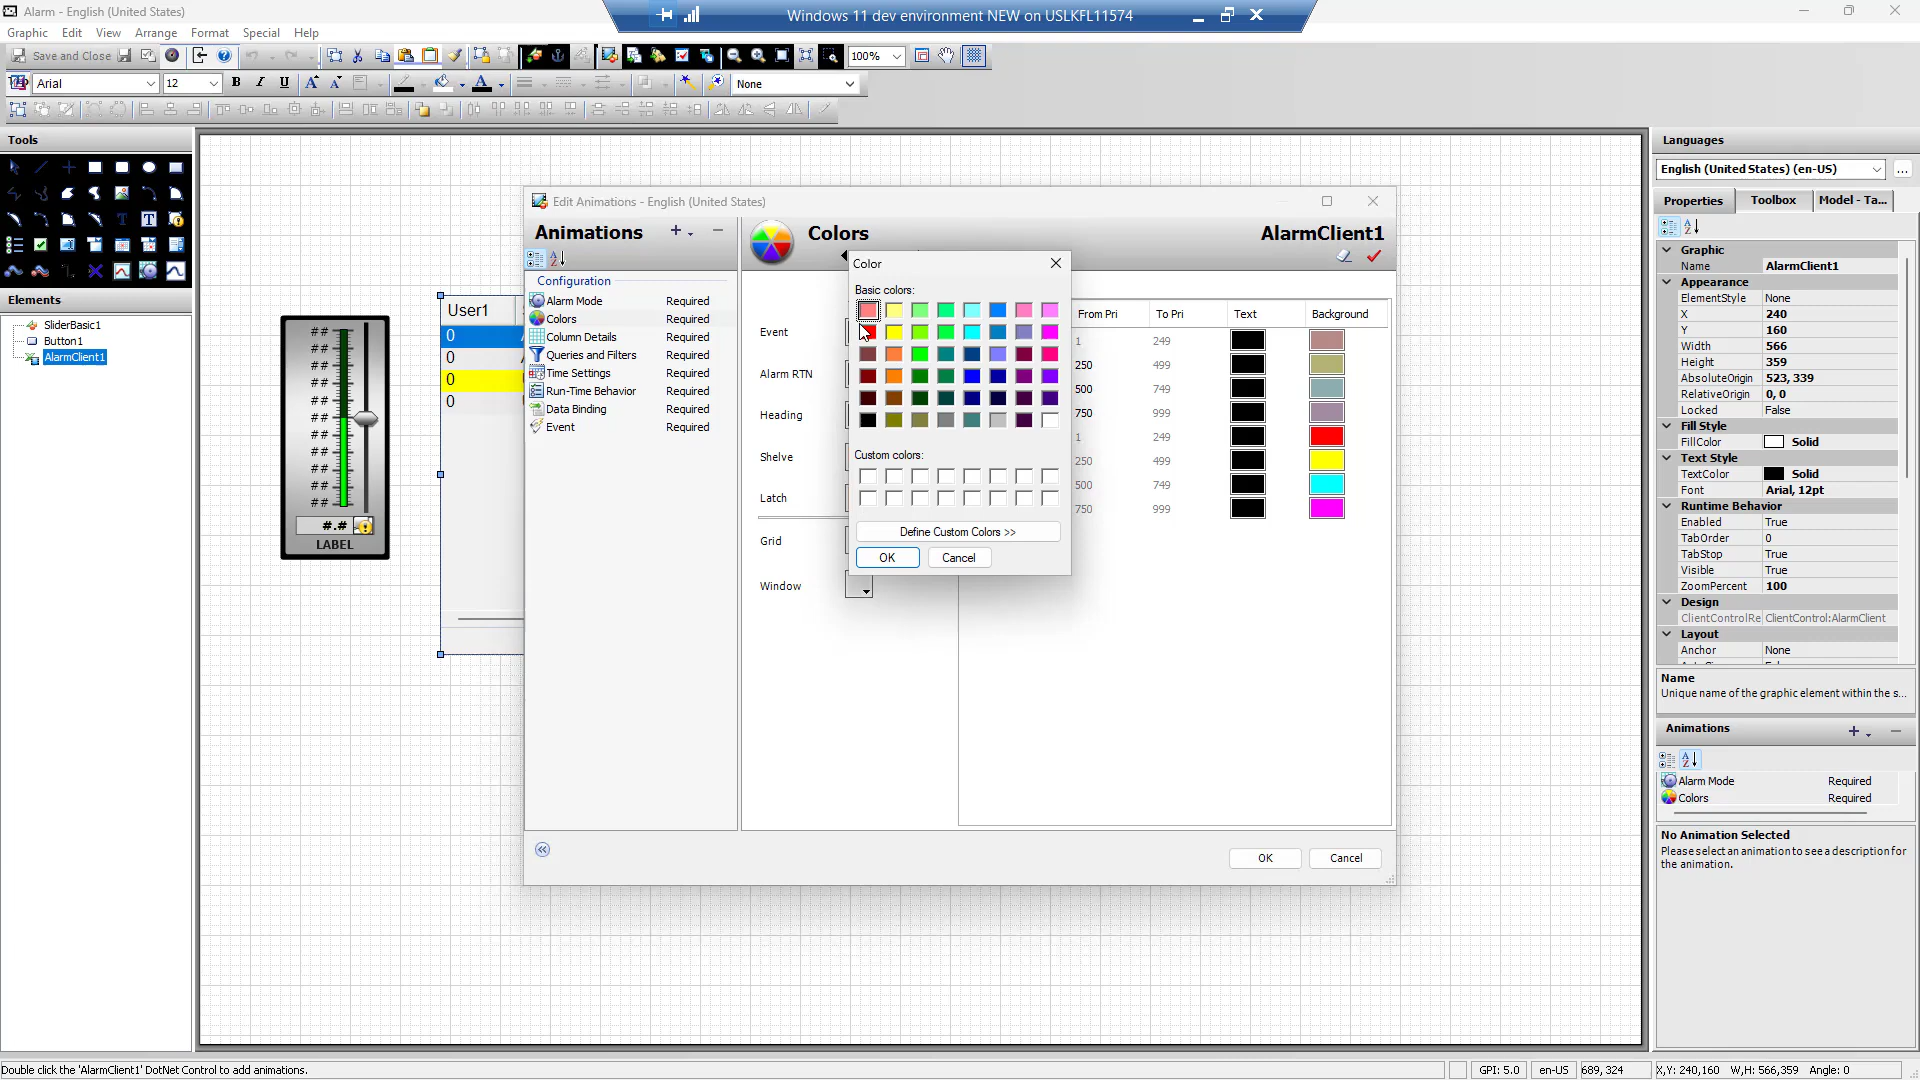 Alarm - English (United States)
Windows 11 dev environment NEW on USLKFL11574
Graphic Edit View Arrange Format Special Help
Save and Close
100%
Arial
12
B I U A A
A
None
Tools
Elements
SliderBasic1
Button1
AlarmClient1
##
##
##
##
##
##
##
##
##
##
##
#.#
LABEL
User1
0
0
0
0
Edit Animations - English (United States)
Animations
Configuration
Alarm Mode Required
Colors Required
Column Details Required
Queries and Filters Required
Time Settings Required
Run-Time Behavior Required
Data Binding Required
Event Required
Colors
AlarmClient1
Event
Alarm RTN
Heading
Shelve
Latch
Grid
Window
Color
Basic colors:
Custom colors:
Define Custom Colors >>
OK Cancel
From Pri To Pri Text Background
1 249
250 499
500 749
750 999
1 249
250 499
500 749
750 999
OK Cancel
Languages
English (United States) (en-US)
...
Properties Toolbox Model - Ta...
Graphic
Name AlarmClient1
Appearance
ElementStyle None
X 240
Y 160
Width 566
Height 359
AbsoluteOrigin 523, 339
RelativeOrigin 0, 0
Locked False
Fill Style
FillColor Solid
Text Style
TextColor Solid
Font Arial, 12pt
Runtime Behavior
Enabled True
TabOrder 0
TabStop True
Visible True
ZoomPercent 100
Design
ClientControlRe ClientControl:AlarmClient
Layout
Anchor None
Name
Unique name of the graphic element within the s...
Animations
Alarm Mode Required
Colors Required
No Animation Selected
Please select an animation to see a description for
the animation.
Double click the 'AlarmClient1' DotNet Control to add animations.
GPI: 5.0 en-US 689, 324 X,Y: 240,160 W,H: 566,359 Angle: 0